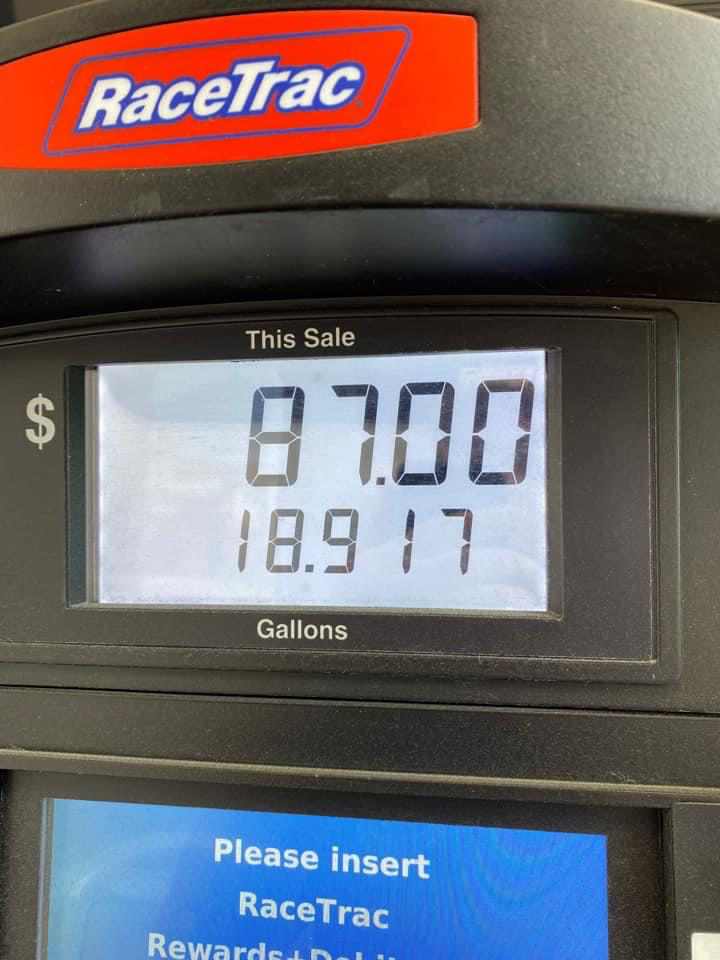 RaceTrac
This Sale
$ 87.00
18.917
Gallons
Please insert
RaceTrac